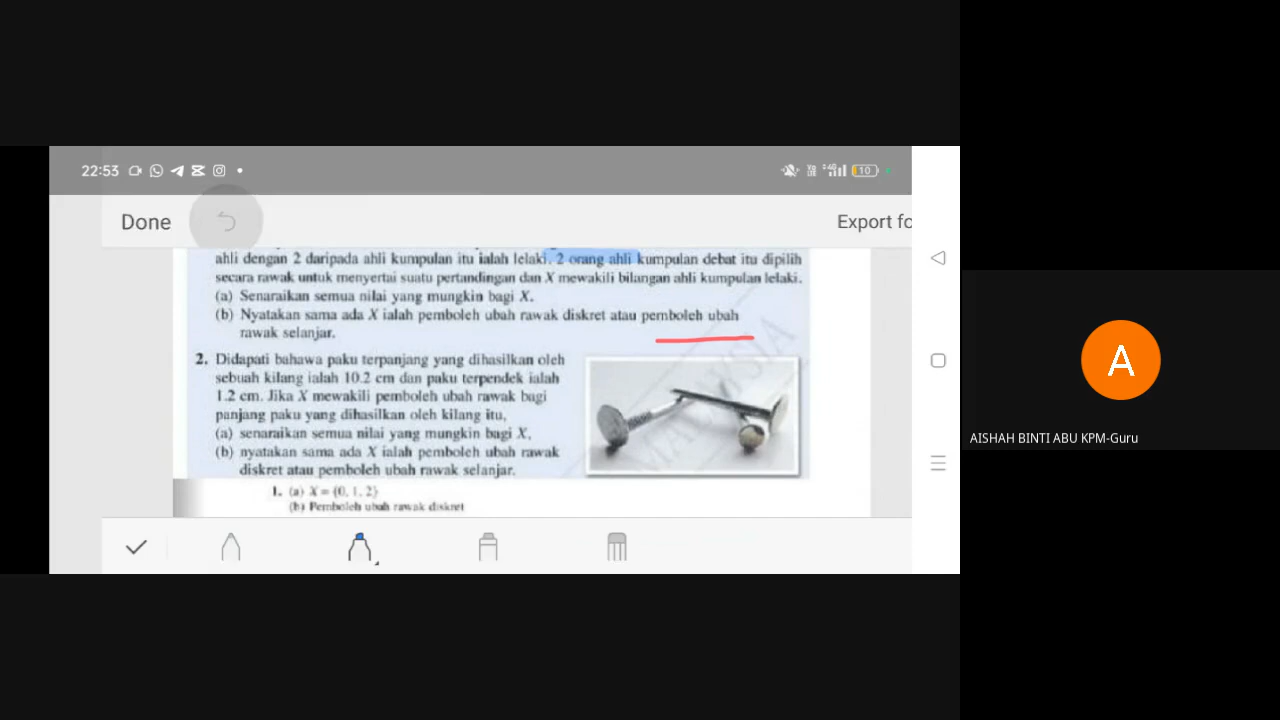 22:53
10
Done
Export fo
ahli dengan 2 daripada ahli kumpulan itu ialah lelaki. 2 orang ahli kumpulan debat itu dipilih
secara rawak untuk menyertai suatu pertandingan dan X mewakili bilangan ahli kumpulan lelaki.
(a) Senaraikan semua nilai yang mungkin bagi X.
(b) Nyatakan sama ada X ialah pemboleh ubah rawak diskret atau pemboleh ubah
rawak selanjar.
2. Didapati bahawa paku terpanjang yang dihasilkan oleh
sebuah kilang ialah 10.2 cm dan paku terpendek ialah
1.2 cm. Jika X mewakili pemboleh ubah rawak bagi
panjang paku yang dihasilkan oleh kilang itu,
(a) senaraikan semua nilai yang mungkin bagi X,
(b) nyatakan sama ada X ialah pemboleh ubah rawak
diskret atau pemboleh ubah rawak selanjar.
1. (a) X = {0, 1, 2}
(b) Pemboleh ubah rawak diskret
A
AISHAH BINTI ABU KPM-Guru